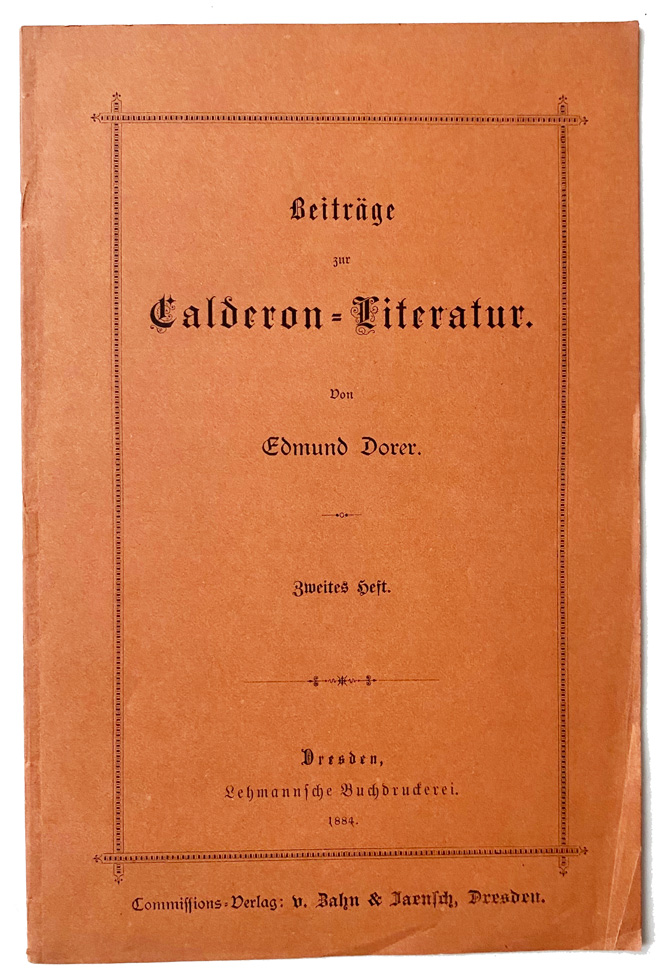 Beiträge
zur
Calderon=Literatur.
Von
Edmund Dorer.
Zweites Heft.
Dresden,
Lehmannsche Buchdruckerei.
1884.
Commissions=Verlag: v. Zahn & Jaensch, Dresden.